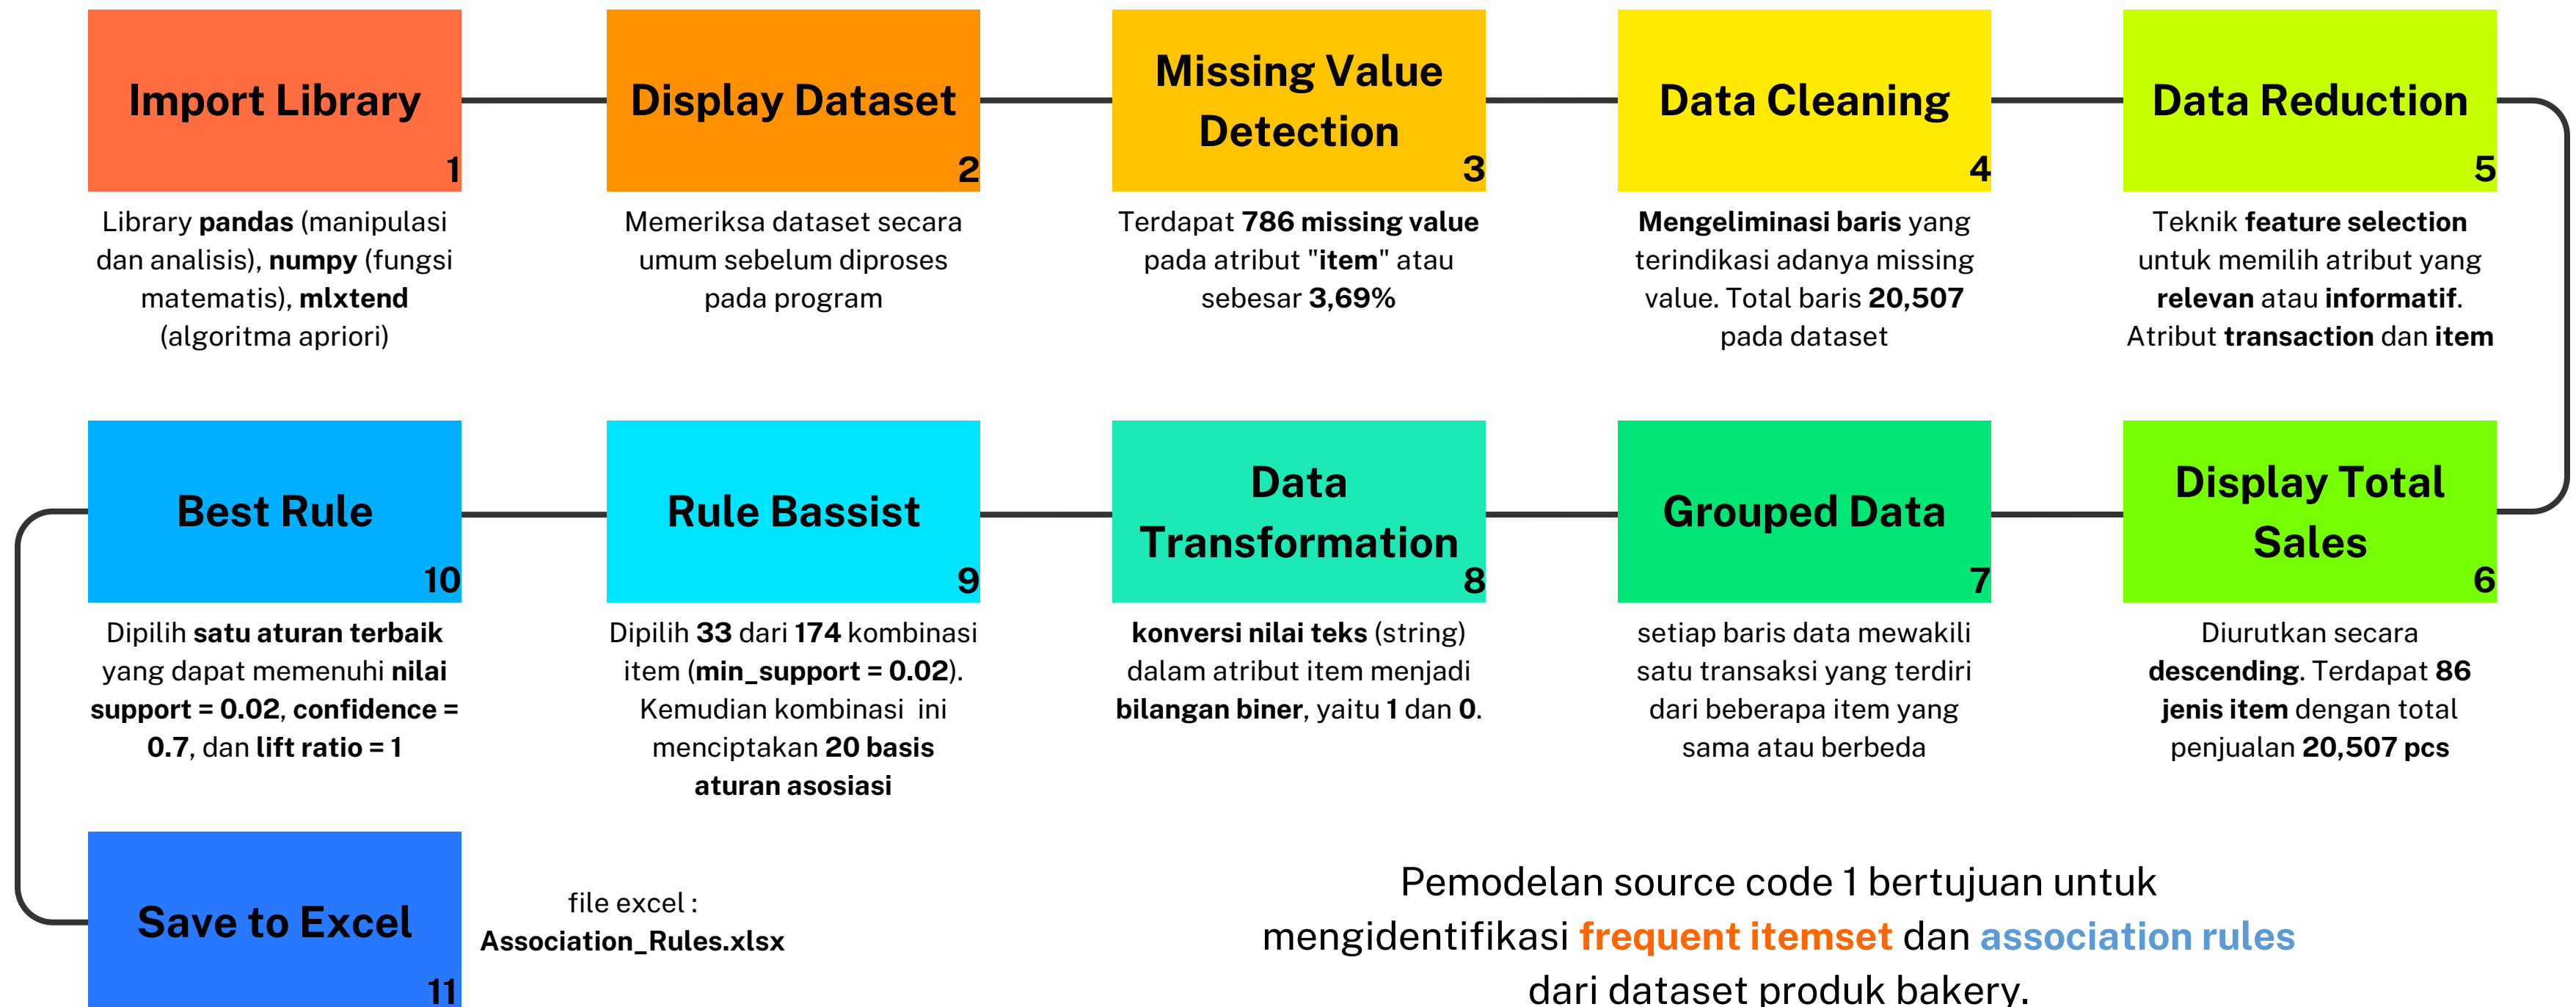 Import Library
1
Library pandas (manipulasi
dan analisis), numpy (fungsi
matematis), mlxtend
(algoritma apriori)
Display Dataset
2
Memeriksa dataset secara
umum sebelum diproses
pada program
Missing Value
Detection
3
Terdapat 786 missing value
pada atribut "item" atau
sebesar 3,69%
Data Cleaning
4
Mengeliminasi baris yang
terindikasi adanya missing
value. Total baris 20,507
pada dataset
Data Reduction
5
Teknik feature selection
untuk memilih atribut yang
relevan atau informatif.
Atribut transaction dan item
Display Total
Sales
6
Diurutkan secara
descending. Terdapat 86
jenis item dengan total
penjualan 20,507 pcs
Grouped Data
7
setiap baris data mewakili
satu transaksi yang terdiri
dari beberapa item yang
sama atau berbeda
Data
Transformation
8
konversi nilai teks (string)
dalam atribut item menjadi
bilangan biner, yaitu 1 dan 0.
Rule Bassist
9
Dipilih 33 dari 174 kombinasi
item (min_support = 0.02).
Kemudian kombinasi ini
menciptakan 20 basis
aturan asosiasi
Best Rule
10
Dipilih satu aturan terbaik
yang dapat memenuhi nilai
support = 0.02, confidence =
0.7, dan lift ratio = 1
Save to Excel
11
file excel :
Association_Rules.xlsx
Pemodelan source code 1 bertujuan untuk
mengidentifikasi frequent itemset dan association rules
dari dataset produk bakery.